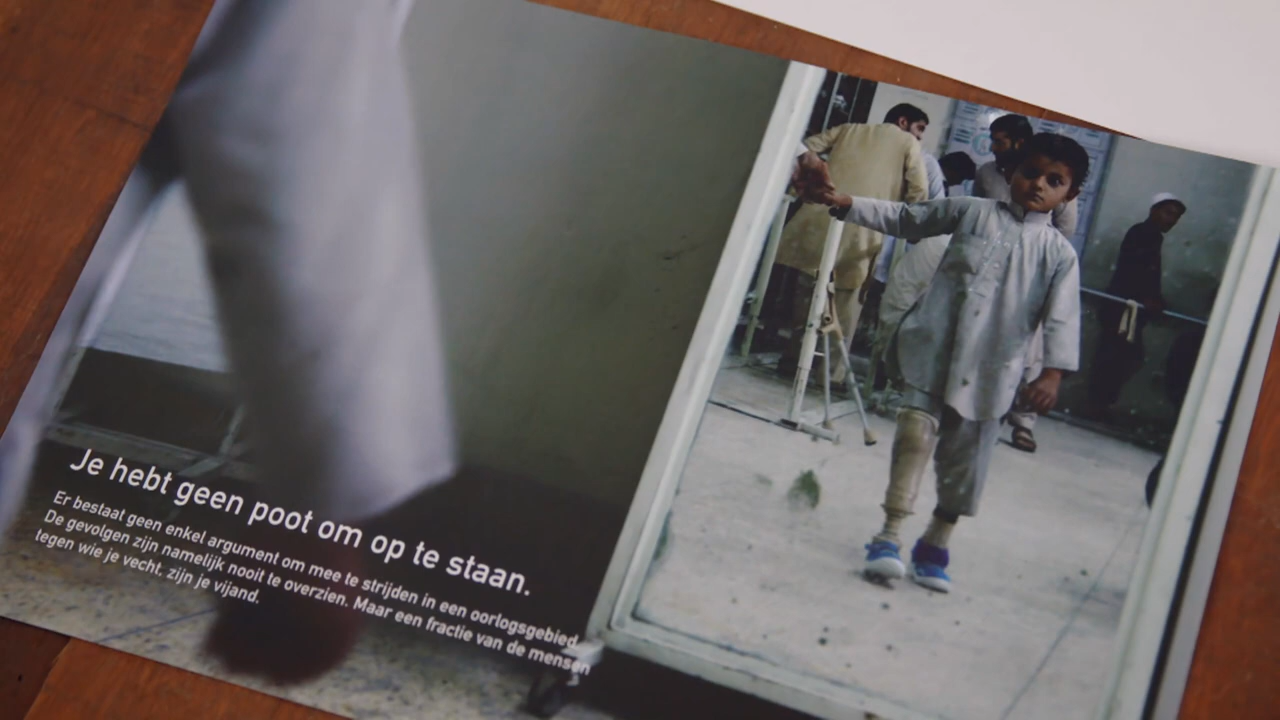 Je hebt geen poot om op te staan.
Er bestaat geen enkel argument om mee te strijden in een oorlogsgebied.
De gevolgen zijn namelijk nooit te overzien. Maar een fractie van de mensen
tegen wie je vecht, zijn je vijand.